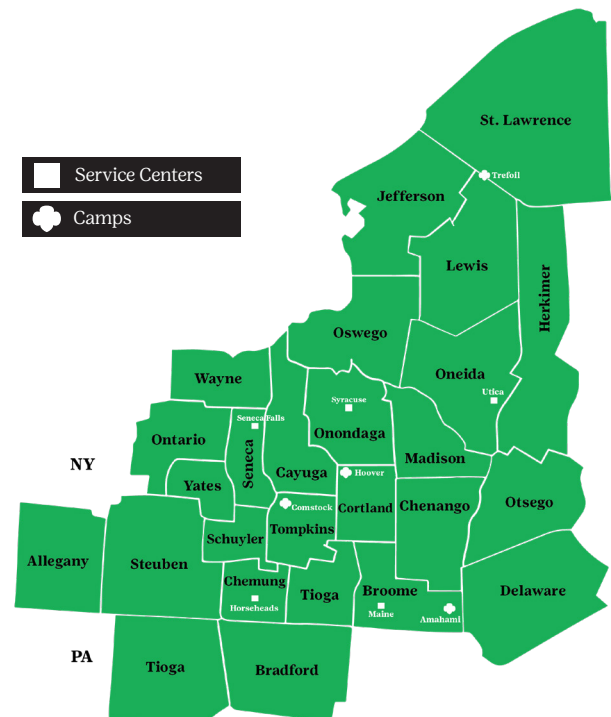 St. Lawrence
Service Centers
Trefoil
Jefferson
Camps
Lewis
Herkimer
Oswego
Wayne
Oneida
Utica
Syracuse
Seneca Falls
Onondaga
Ontario
Madison
NY
Seneca
Cayuga
Hoover
Yates
Comstock
Cortland
Chenango
Otsego
Tompkins
Schuyler
Allegany
Steuben
Chemung
Tioga
Broome
Delaware
Horseheads
Maine
Amahami
PA
Tioga
Bradford